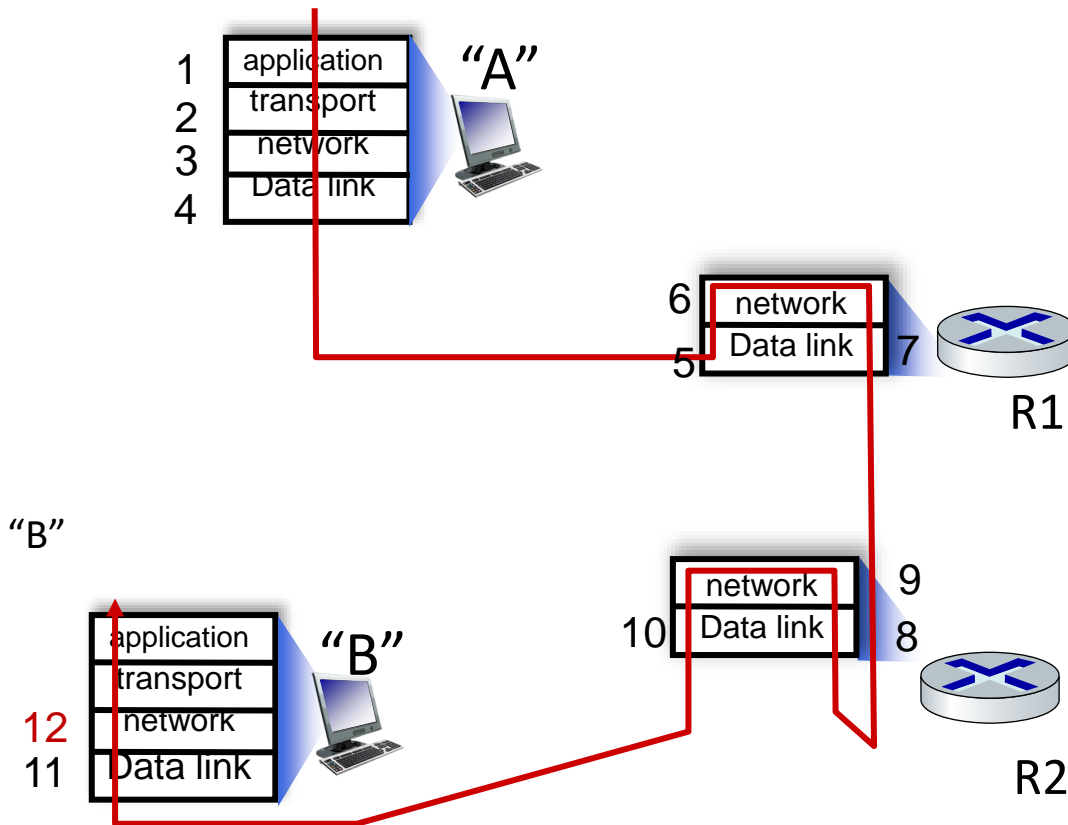 1
application
“A”
2
transport
3
network
4
Data link
6
network
5
Data link
7
R1
“B”
network
9
10
Data link
8
application
“B”
transport
12
network
11
Data link
R2